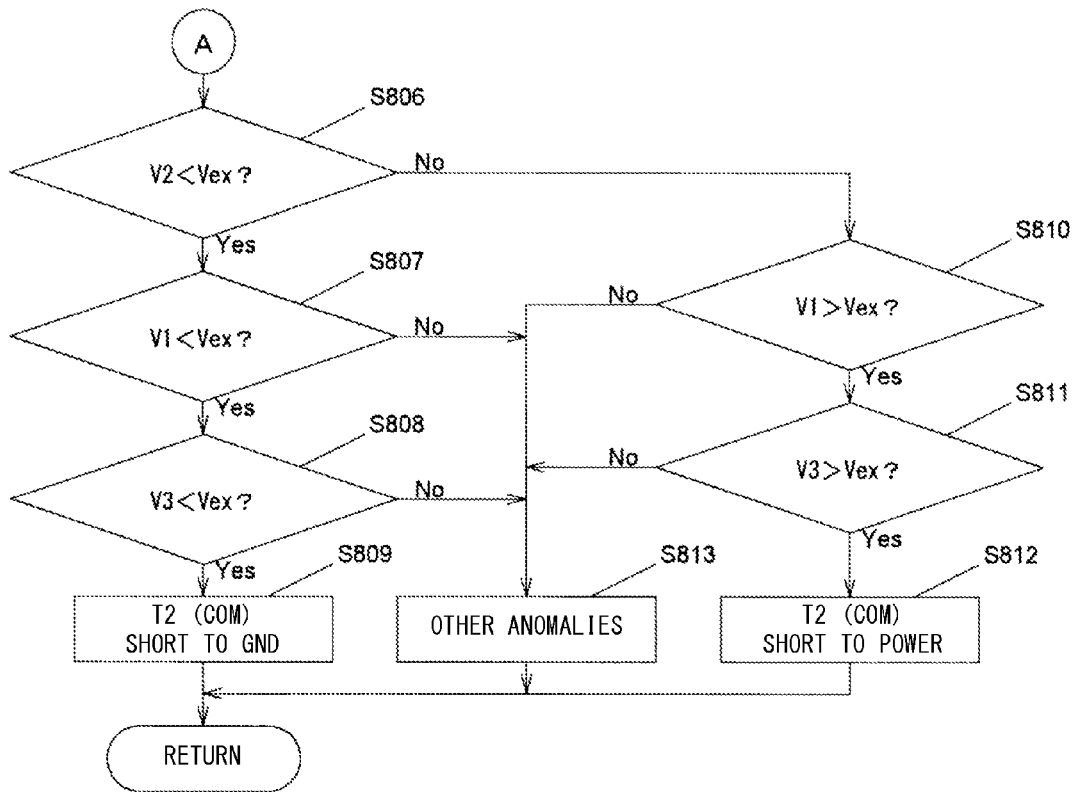 A
S806
V2<Vex?
No
Yes
S810
V1>Vex?
No
Yes
S807
V1<Vex?
No
Yes
S811
V3>Vex?
No
Yes
S808
V3<Vex?
No
Yes
S809
T2 (COM)
SHORT TO GND
S813
OTHER ANOMALIES
S812
T2 (COM)
SHORT TO POWER
RETURN